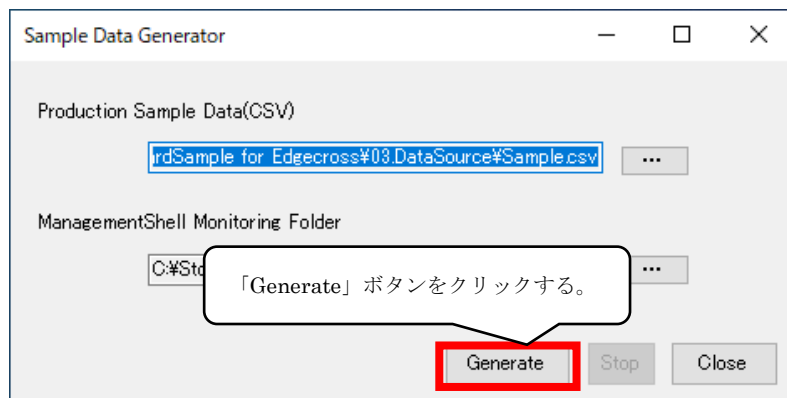 Sample Data Generator
Production Sample Data(CSV)
rdSample for Edgecross¥03.DataSource¥Sample.csv
...
ManagementShell Monitoring Folder
C:¥Sto
...
「Generate」ボタンをクリックする。
Generate Stop Close